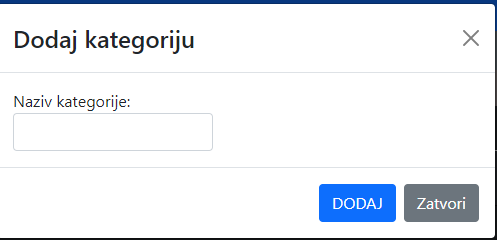 Dodaj kategoriju
Naziv kategorije:
DODAJ
Zatvori